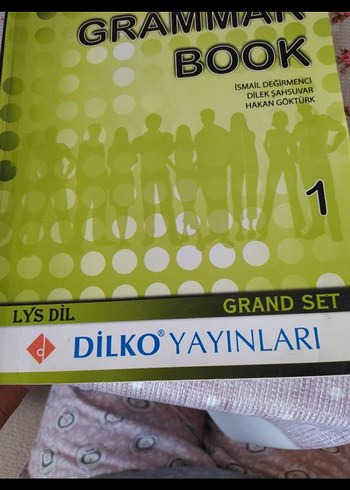 GRAMMAR
BOOK
İSMAİL DEĞİRMENCİ
DİLEK ŞAHSUVAR
HAKAN GÖKTÜRK
1
LYS DİL
GRAND SET
d
DİLKO® YAYINLARI